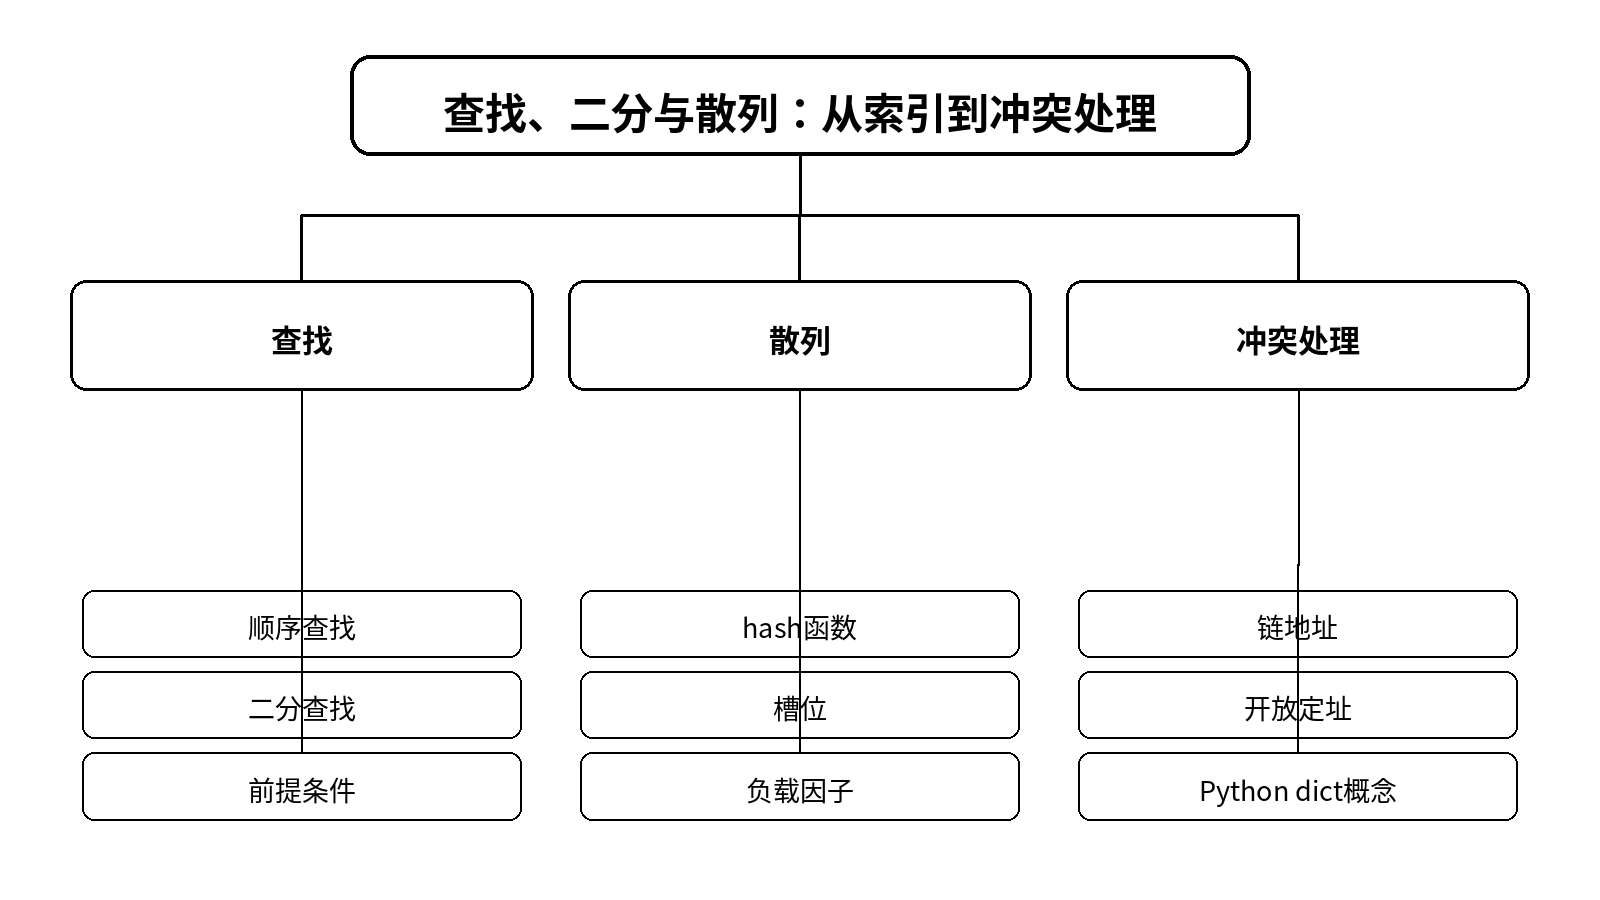 查找、二分与散列：从索引到冲突处理
查找
散列
冲突处理
顺序查找
hash函数
链地址
二分查找
槽位
开放定址
前提条件
负载因子
Python dict概念